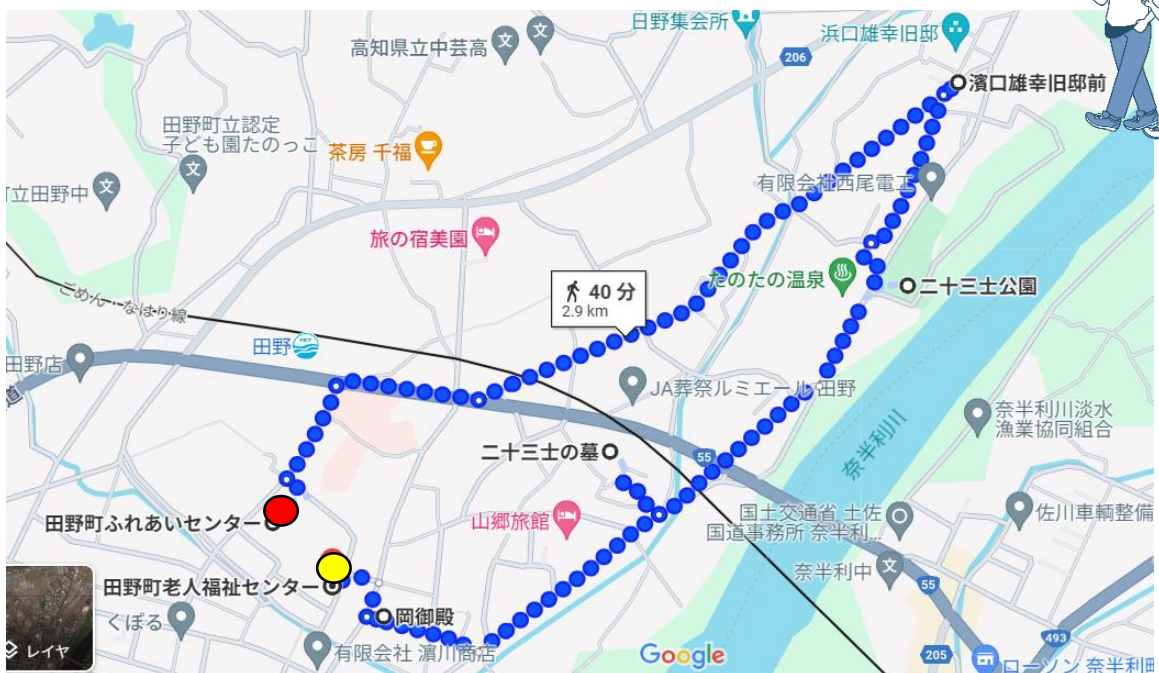 日野集会所
浜口雄幸旧邸
高知県立中芸高
206
濱口雄幸旧邸前
田野町立認定
子ども園たのっこ
茶房 千福
有限会社西尾電工
町立田野中
旅の宿美園
たのたの温泉
二十三士公園
40 分
2.9 km
ごめん・なはり線
田野
田野店
JA葬祭ルミエール 田野
奈半利川
奈半利川淡水
漁業協同組合
道
二十三士の墓
55
田野町ふれあいセンター
山郷旅館
国土交通省 土佐
国道事務所 奈半利...
佐川車輌整備
田野町老人福祉センター
奈半利中
55
くぼる
岡御殿
レイヤ
有限会社 濵川商店
Google
493
205
ローソン 奈半利町